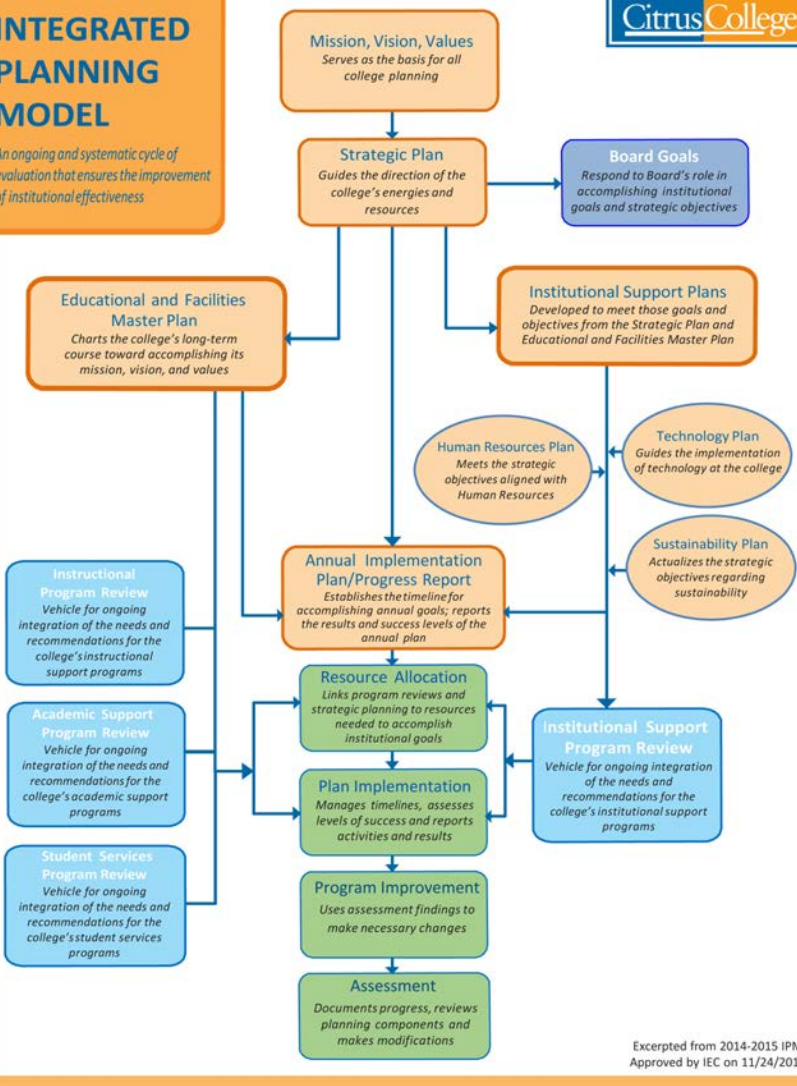 INTEGRATED
PLANNING
MODEL
An ongoing and systematic cycle of
evaluation that ensures the improvement
of institutional effectiveness
Citrus College
Mission, Vision, Values
Serves as the basis for all
college planning
Strategic Plan
Guides the direction of the
college's energies and
resources
Board Goals
Respond to Board's role in
accomplishing institutional
goals and strategic objectives
Educational and Facilities
Master Plan
Charts the college's long-term
course toward accomplishing its
mission, vision, and values
Institutional Support Plans
Developed to meet those goals and
objectives from the Strategic Plan and
Educational and Facilities Master Plan
Human Resources Plan
Meets the strategic
objectives aligned with
Human Resources
Technology Plan
Guides the implementation
of technology at the college
Sustainability Plan
Actualizes the strategic
objectives regarding
sustainability
Annual Implementation
Plan/Progress Report
Establishes the timeline for
accomplishing annual goals; reports
the results and success levels of the
annual plan
Instructional
Program Review
Vehicle for ongoing
integration of the needs and
recommendations for the
college's instructional
support programs
Academic Support
Program Review
Vehicle for ongoing
integration of the needs and
recommendations for the
college's academic support
programs
Student Services
Program Review
Vehicle for ongoing
integration of the needs and
recommendations for the
college's student services
programs
Resource Allocation
Links program reviews and
strategic planning to resources
needed to accomplish
institutional goals
Plan Implementation
Manages timelines, assesses
levels of success and reports
activities and results
Institutional Support
Program Review
Vehicle for ongoing integration
of the needs and
recommendations for the
college's institutional support
programs
Program Improvement
Uses assessment findings to
make necessary changes
Assessment
Documents progress, reviews
planning components and
makes modifications
Excerpted from 2014-2015 IPM
Approved by IEC on 11/24/201